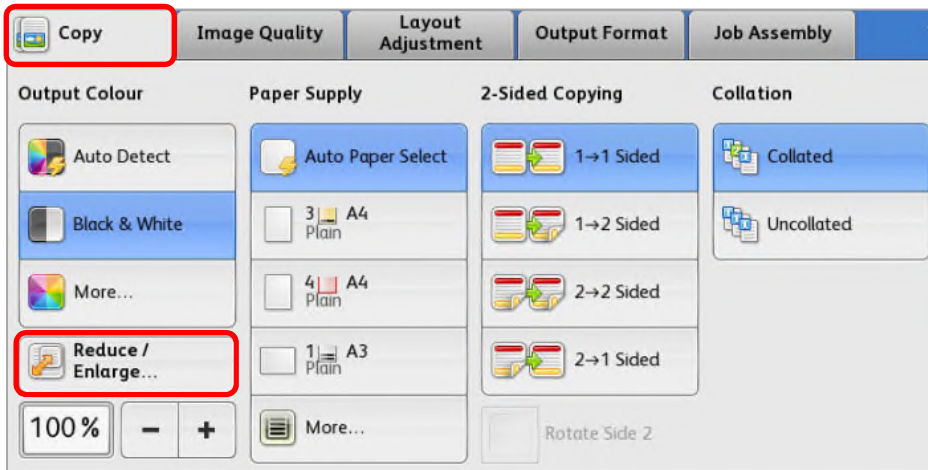 Copy
Image Quality
Layout
Adjustment
Output Format
Job Assembly
Output Colour
Auto Detect
Black & White
More...
Reduce /
Enlarge...
100%
- +
Paper Supply
Auto Paper Select
3 A4
Plain
4 A4
Plain
1 A3
Plain
More...
2-Sided Copying
1→1 Sided
1→2 Sided
2→2 Sided
2→1 Sided
Rotate Side 2
Collation
Collated
Uncollated